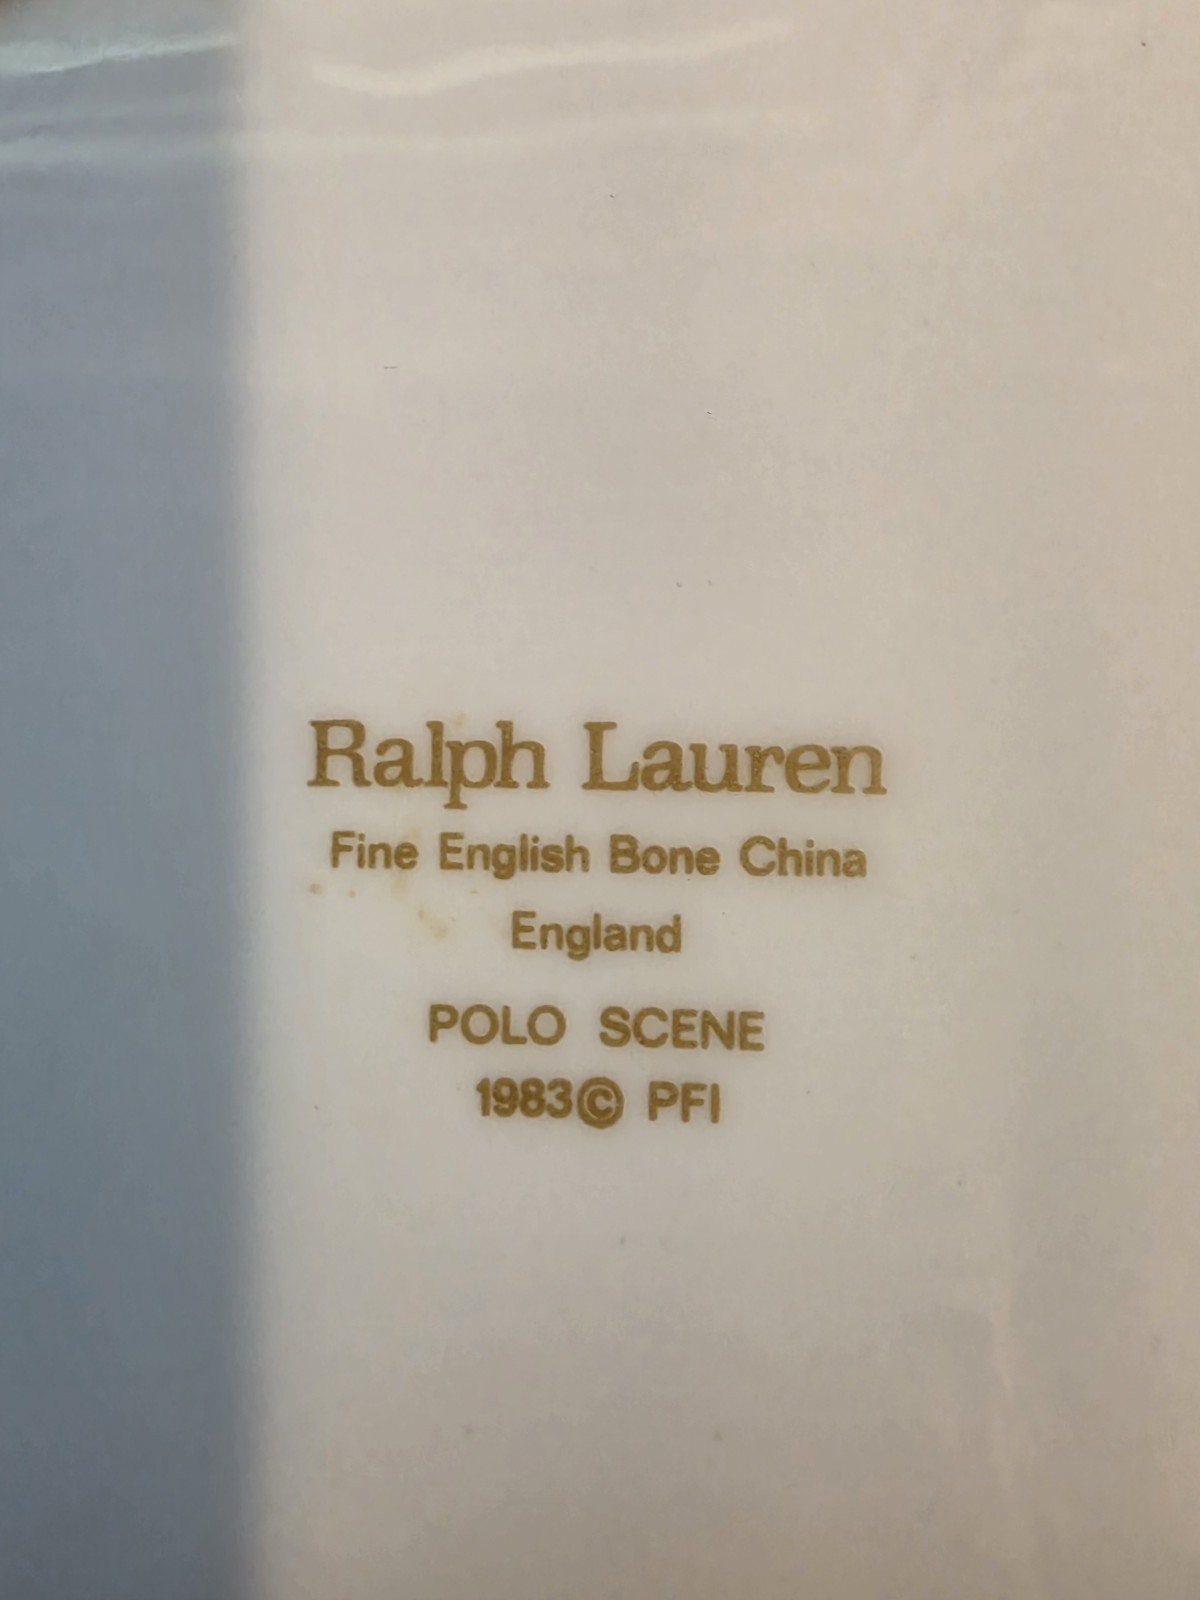 Ralph Lauren
Fine English Bone China
England
POLO SCENE
1983© PFI